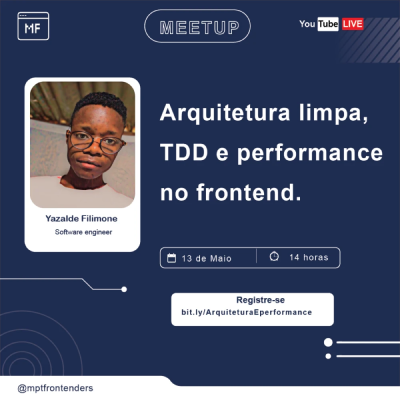 MF
MEETUP
YouTube LIVE
Arquitetura limpa,
TDD e performance
no frontend.
Yazalde Filimone
Software engineer
13 de Maio
14 horas
Registre-se
bit.ly/ArquiteturaEperformance
@mptfrontenders